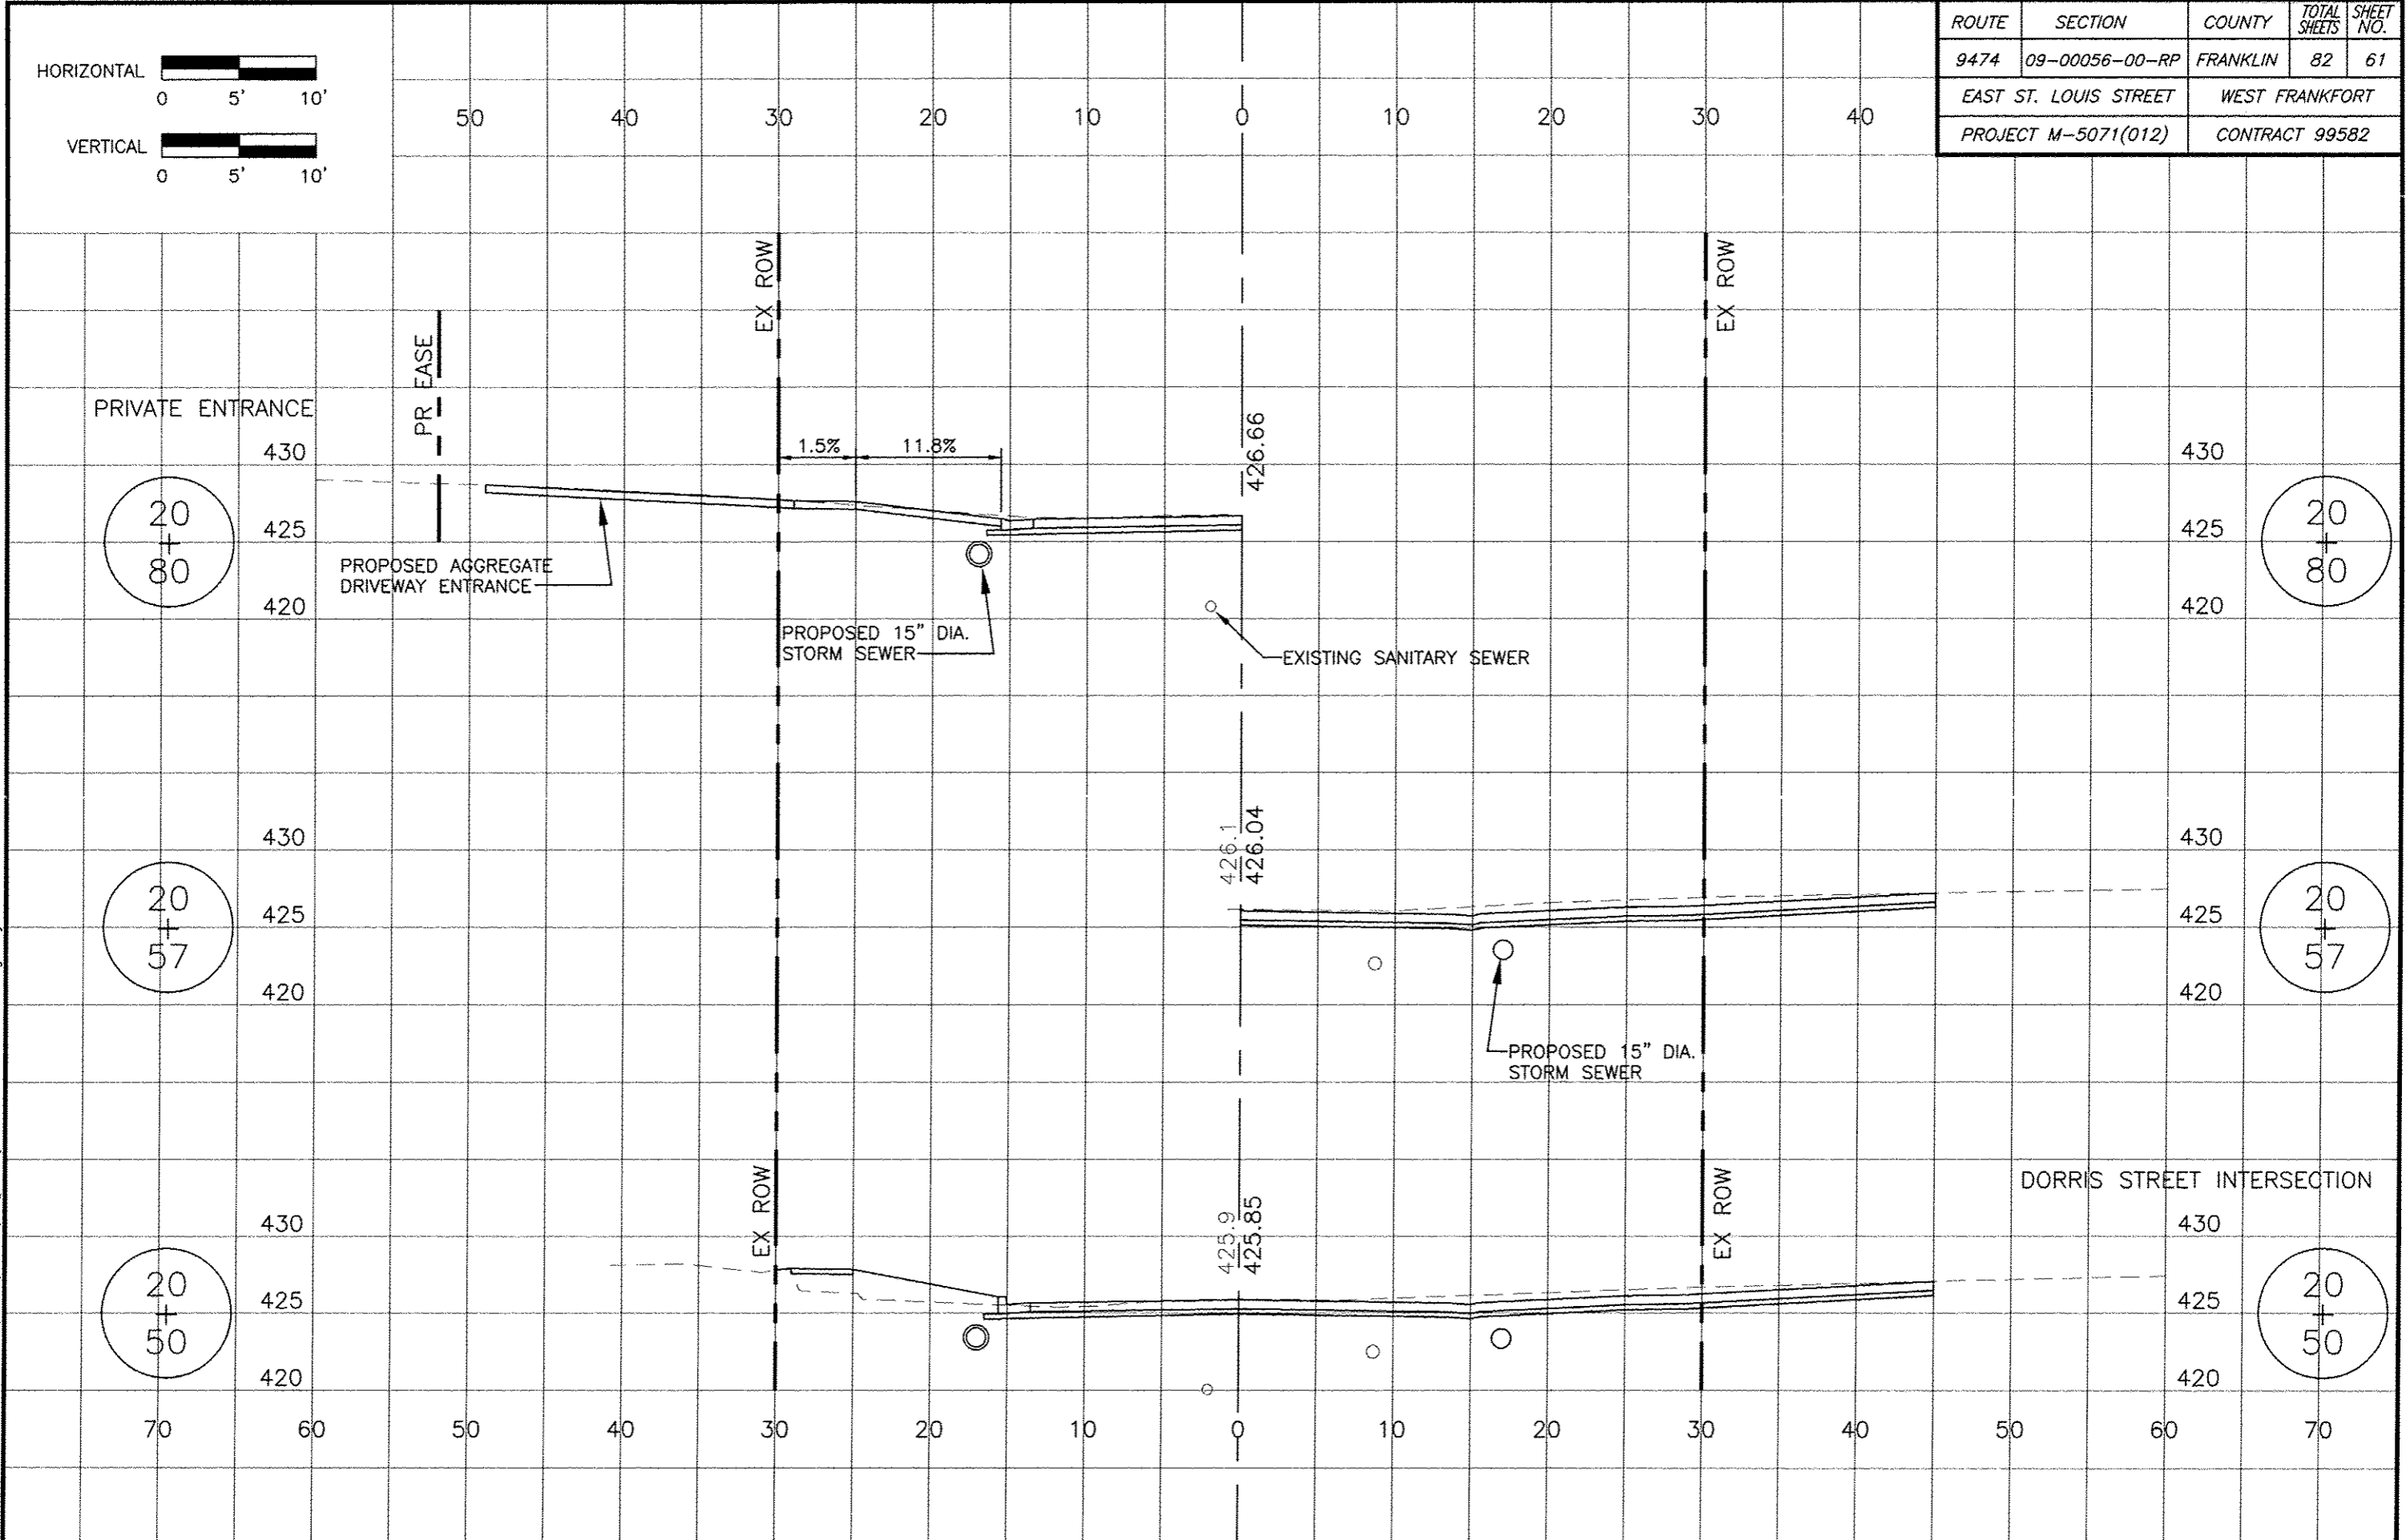 ROUTE SECTION COUNTY TOTAL SHEETS SHEET NO.
9474 09-00056-00-RP FRANKLIN 82 61
EAST ST. LOUIS STREET WEST FRANKFORT
PROJECT M-5071(012) CONTRACT 99582
HORIZONTAL
0 5' 10'
VERTICAL
0 5' 10'
50 40 30 20 10 0 10 20 30 40
EX ROW
EX ROW
PR EASE
PRIVATE ENTRANCE
1.5% 11.8%
426.66
430 430
20
+
80
425 425
20
+
80
420 420
PROPOSED AGGREGATE
DRIVEWAY ENTRANCE
PROPOSED 15" DIA.
STORM SEWER
EXISTING SANITARY SEWER
426.1
426.04
430 430
20
+
57
425 425
20
+
57
420 420
PROPOSED 15" DIA.
STORM SEWER
EX ROW
EX ROW
DORRIS STREET INTERSECTION
425.9
425.85
430 430
20
+
50
425 425
20
+
50
420 420
70 60 50 40 30 20 10 0 10 20 30 40 50 60 70